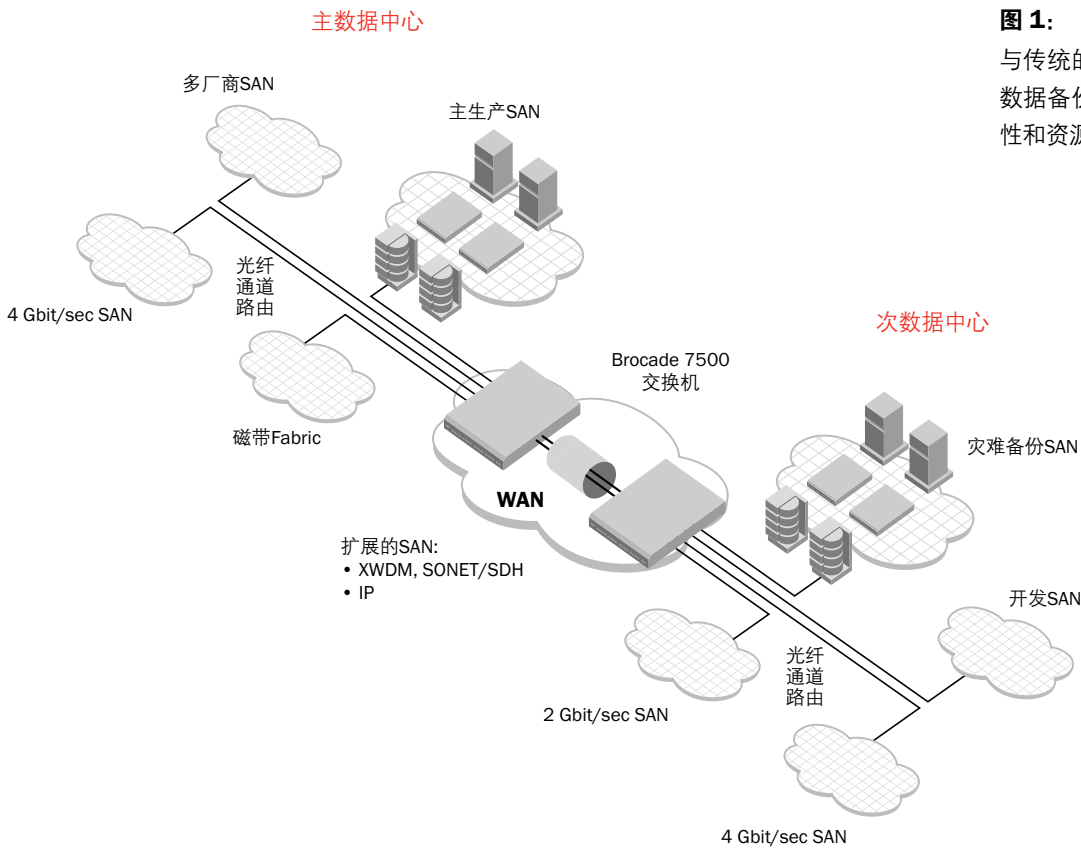 主数据中心
图 1:
与传统的
数据备份
性和资源
多厂商SAN
主生产SAN
光纤
通道
路由
4 Gbit/sec SAN
次数据中心
Brocade 7500
交换机
磁带Fabric
灾难备份SAN
WAN
扩展的SAN:
• XWDM, SONET/SDH
• IP
开发SAN
光纤
通道
路由
2 Gbit/sec SAN
4 Gbit/sec SAN